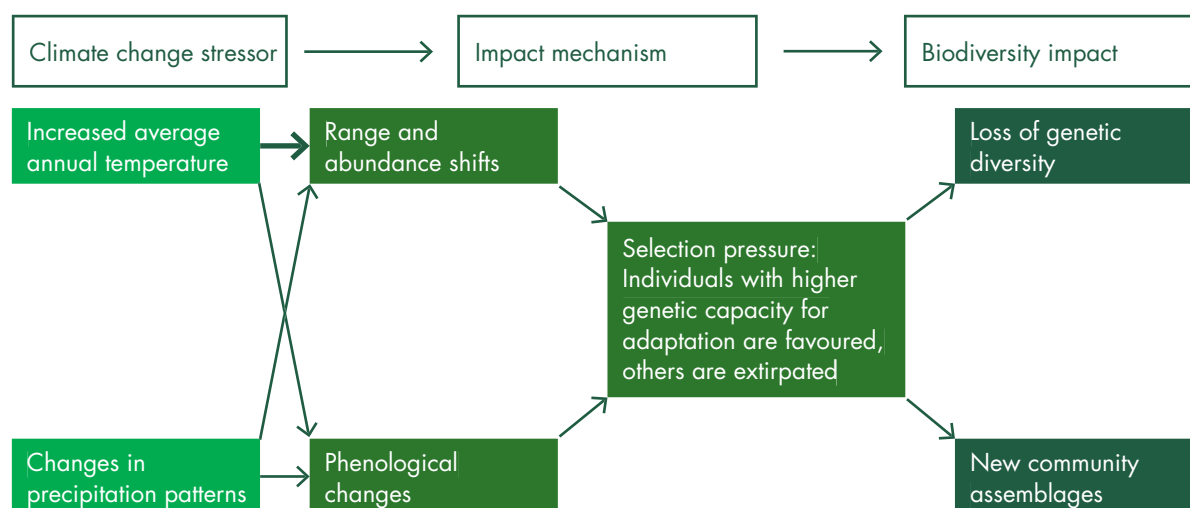 Climate change stressor
Impact mechanism
Biodiversity impact
Increased average
annual temperature
Range and
abundance shifts
Loss of genetic
diversity
Selection pressure:
Individuals with higher
genetic capacity for
adaptation are favoured,
others are extirpated
Changes in
precipitation patterns
Phenological
changes
New community
assemblages